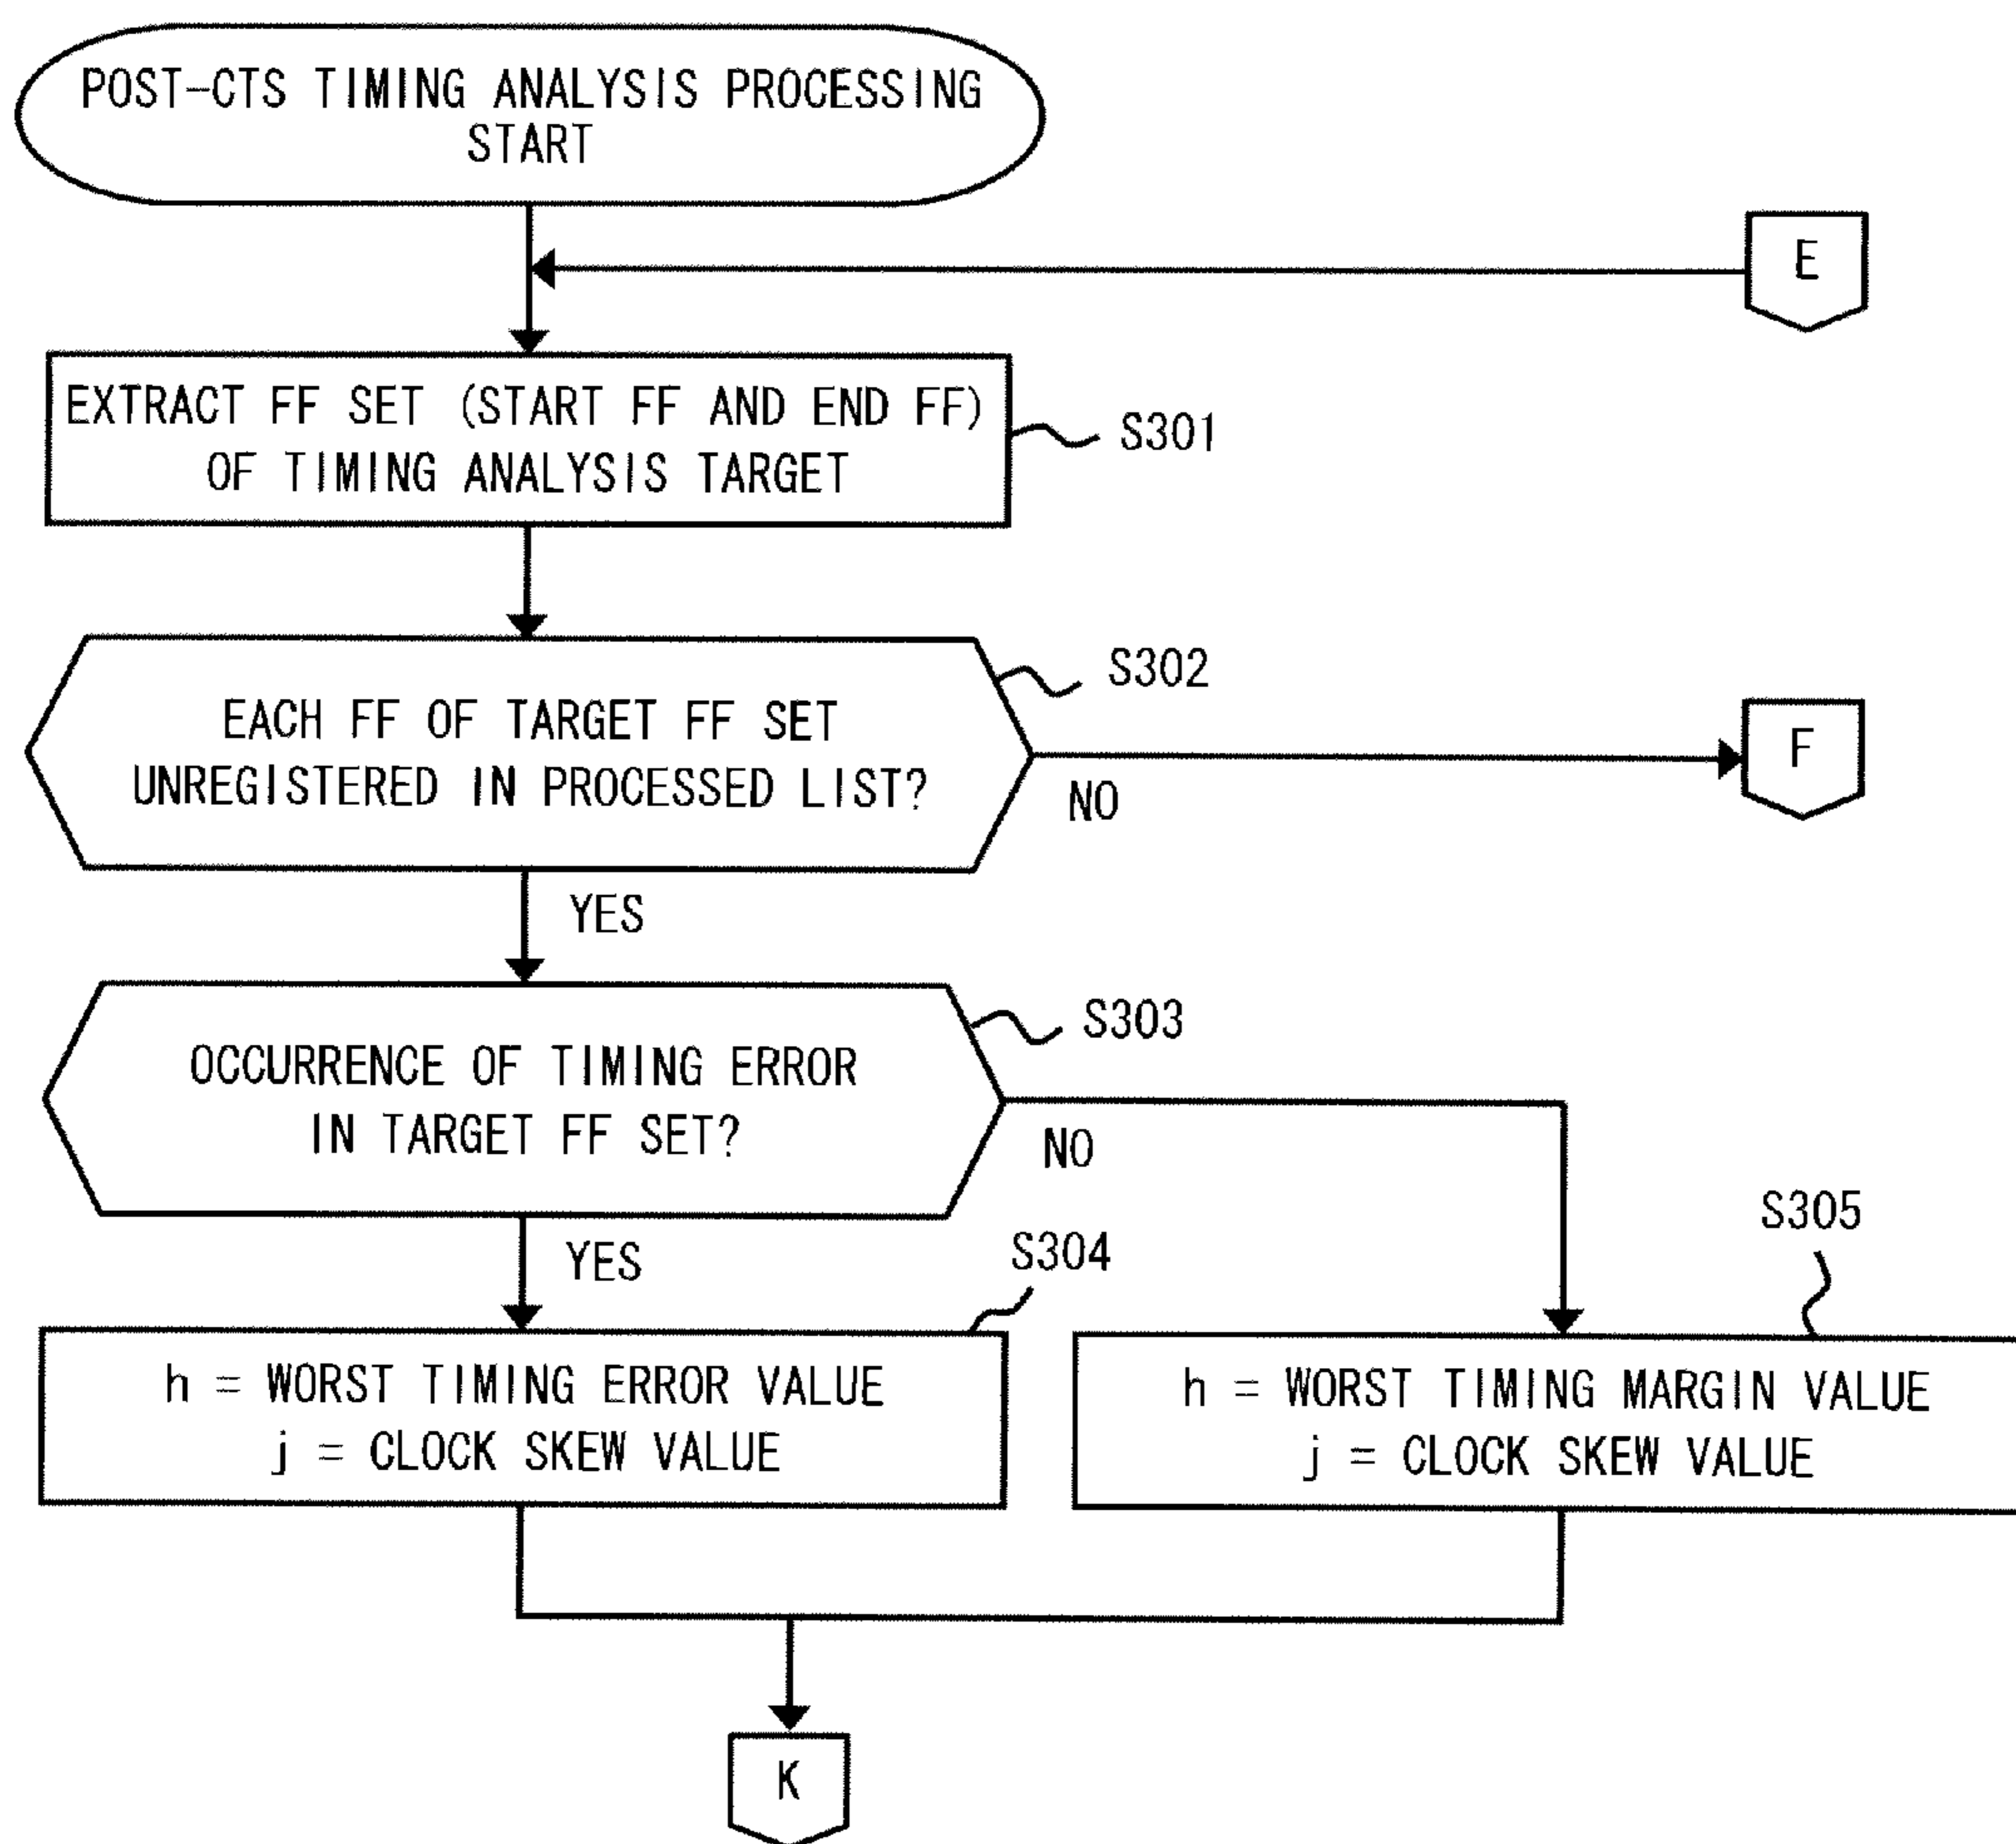 POST-CTS TIMING ANALYSIS PROCESSING
START
E
EXTRACT FF SET (START FF AND END FF)
OF TIMING ANALYSIS TARGET
S301
S302
EACH FF OF TARGET FF SET
UNREGISTERED IN PROCESSED LIST?
NO
F
YES
S303
OCCURRENCE OF TIMING ERROR
IN TARGET FF SET?
NO
YES
S304
S305
h = WORST TIMING ERROR VALUE
j = CLOCK SKEW VALUE
h = WORST TIMING MARGIN VALUE
j = CLOCK SKEW VALUE
K